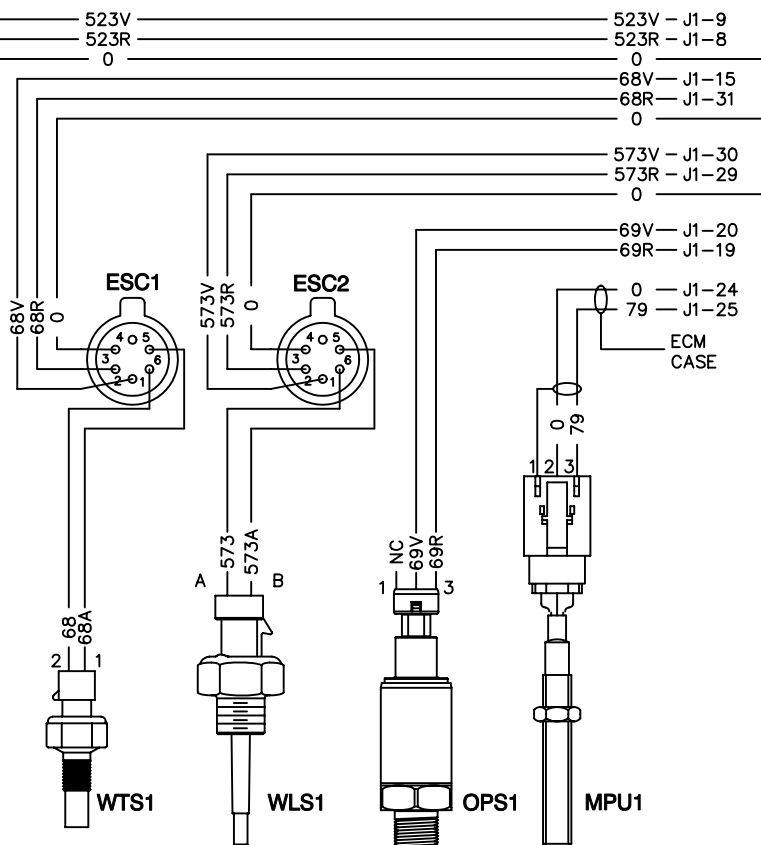 523V 523V – J1–9
523R 523R – J1–8
0 0
68V – J1–15
68R – J1–31
0
573V – J1–30
573R – J1–29
0
69V – J1–20
69R – J1–19
ESC1 ESC2
0 J1–24
79 J1–25
68V 68R 0
573V 573R 0
4 5
3 6
2 1
4 5
3 6
2 1
ECM
CASE
0 79
1 2 3
573 573A
NC 69V 69R
A B
1 3
68 68A
2 1
WTS1 WLS1 OPS1 MPU1